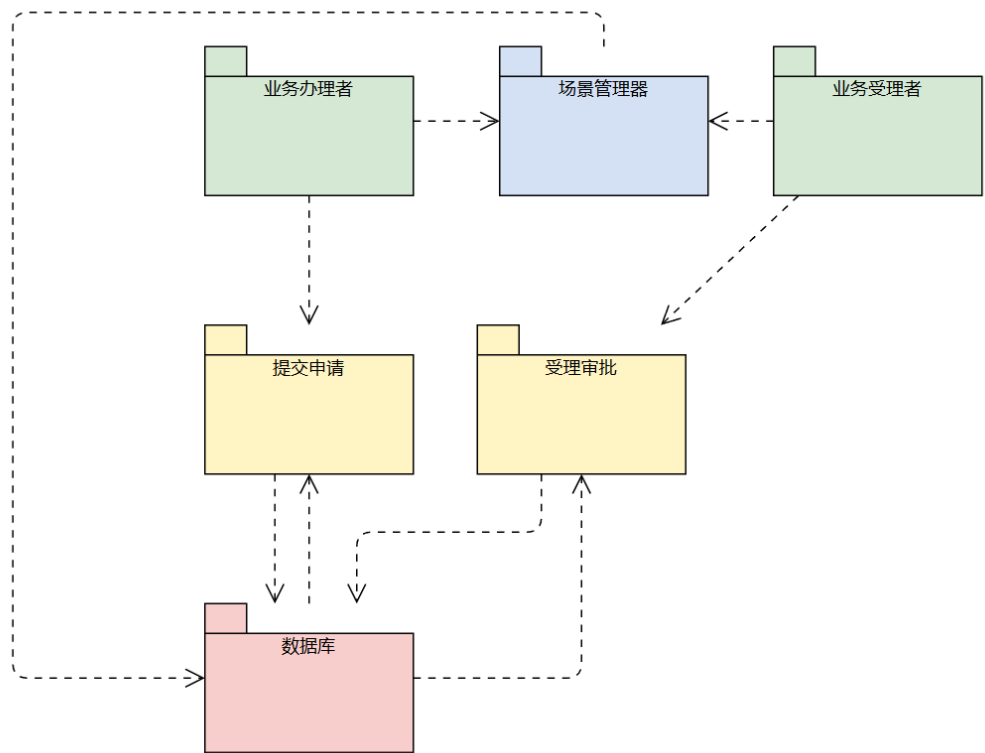 业务办理者
场景管理器
业务受理者
提交申请
受理审批
数据库